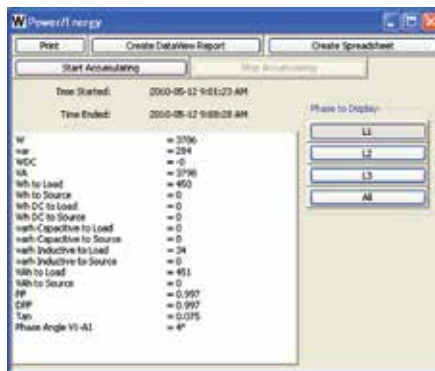 W Power/Energy
Print Create DataView Report Create Spreadsheet
Start Accumulating Stop Accumulating
Time Started: 2010-05-12 9:01:23 AM
Time Ended: 2010-05-12 9:08:28 AM
Phase to Display:
L1
L2
L3
All
W = 3786
var = 284
WDC = -0
VA = 3798
Wh to Load = 450
Wh to Source = 0
Wh DC to Load = 0
Wh DC to Source = 0
varh Capacitive to Load = 0
varh Capacitive to Source = 0
varh Inductive to Load = 34
varh Inductive to Source = 0
VAh to Load = 451
VAh to Source = 0
PF = 0.997
DPF = 0.997
Tan = 0.075
Phase Angle V1-A1 = 4°